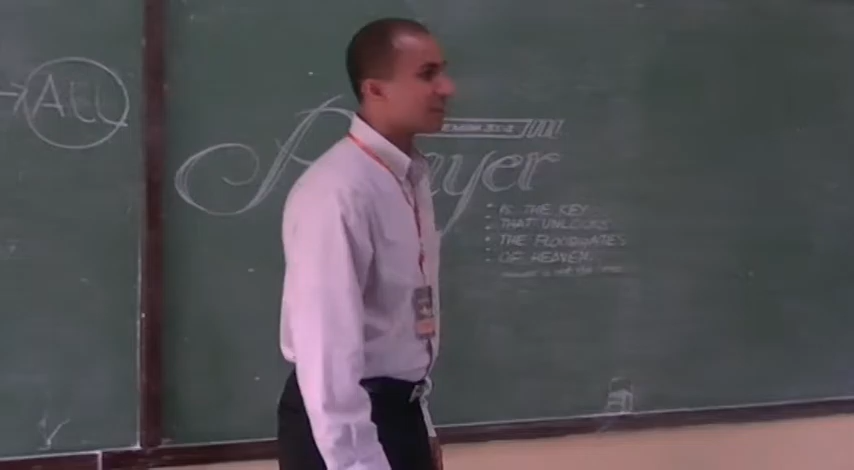 ALL
Prayer
IS THE KEY
THAT UNLOCKS
THE FLOODGATES
OF HEAVEN.